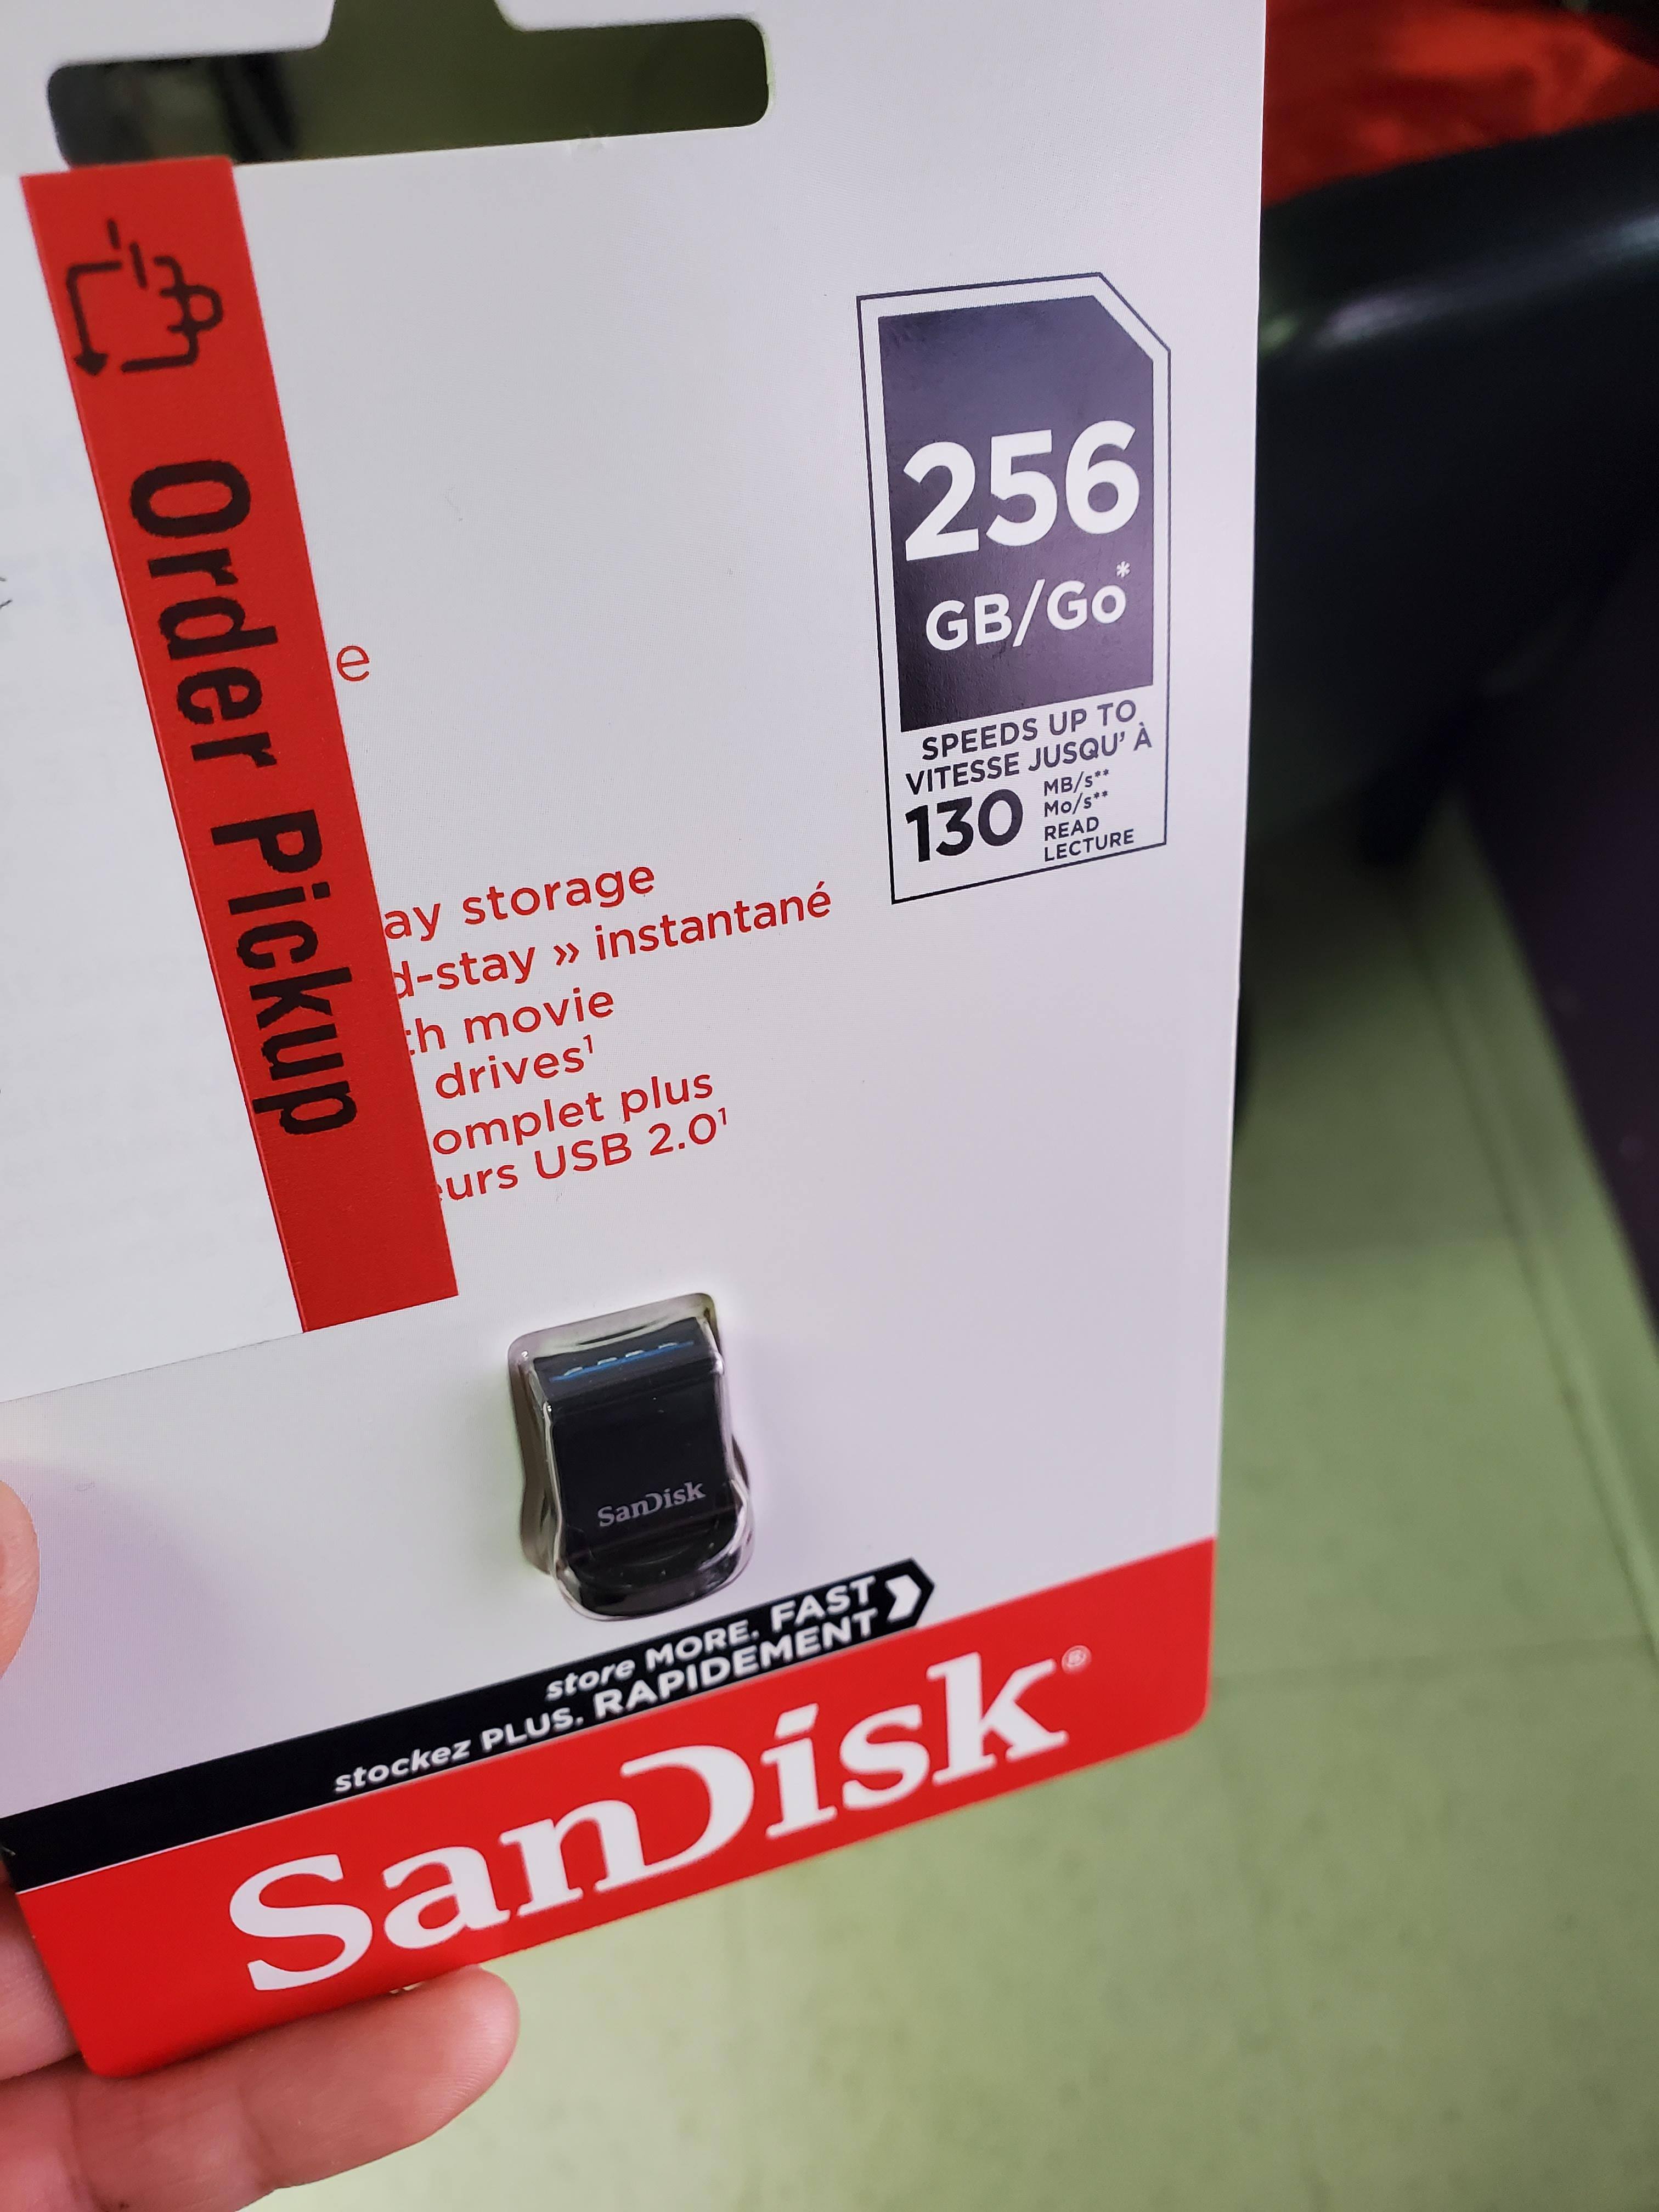 Order Pickup
256
GB/Go*
SPEEDS UP TO
VITESSE JUSQU' À
130
MB/s**
Mo/s**
READ
LECTURE
e
ay storage
d-stay » instantané
th movie
drives¹
omplet plus
eurs USB 2.0¹
SanDisk
store MORE. FAST
stockez PLUS. RAPIDEMENT
SanDisk®